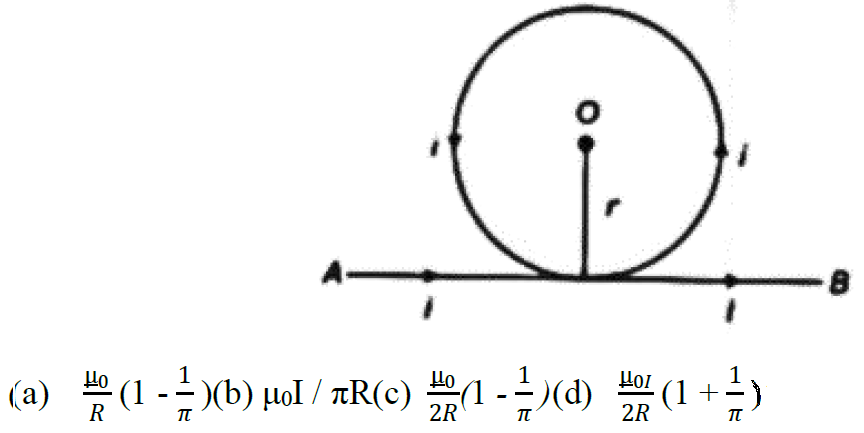 O
i i
r
A B
i i
(a) μ₀/R (1 - 1/π)(b) μ₀I / πR(c) μ₀/2R (1 - 1/π)(d) μ₀I/2R (1 + 1/π)